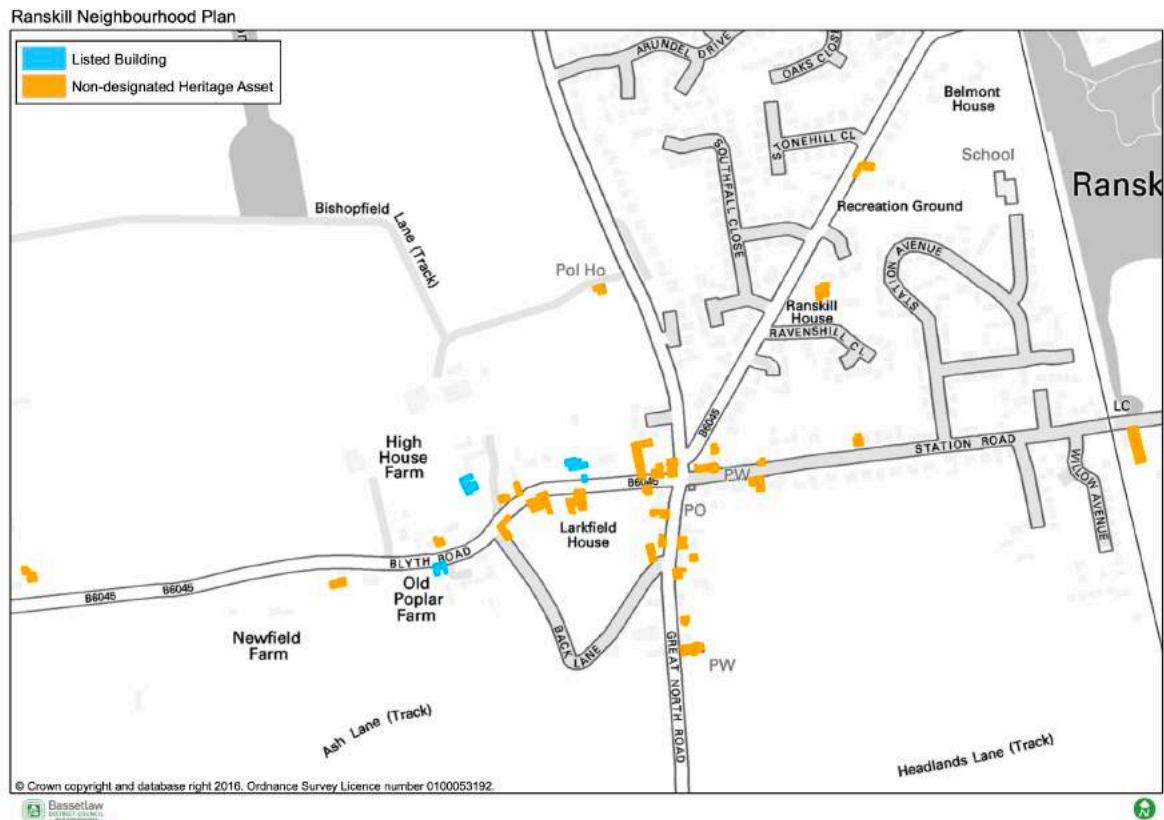 Ranskill Neighbourhood Plan
Listed Building
Non-designated Heritage Asset
ARUNDEL DRIVE
OAKS CLOSE
Belmont
House
STONEHILL CL
School
Ransk
SOUTHFALL CLOSE
Bishopfield
Lane (Track)
Recreation Ground
STATION AVENUE
Pol Ho
Ranskill
House
RAVENSHILL CL
B6045
LC
High
House
Farm
STATION ROAD
WILLOW AVENUE
PW
B6045
PO
Larkfield
House
BLYTH ROAD
Old
Poplar
Farm
B6045
B6045
Newfield
Farm
BACK LANE
GREAT NORTH ROAD
PW
Ash Lane (Track)
Headlands Lane (Track)
© Crown copyright and database right 2016. Ordnance Survey Licence number 0100053192.
Bassetlaw
DISTRICT COUNCIL